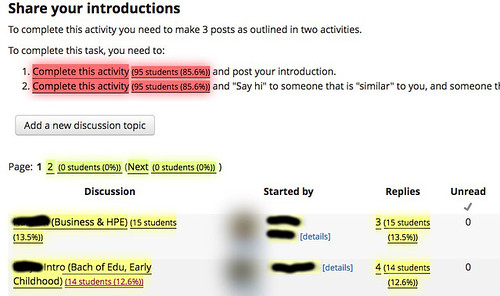 Share your introductions
To complete this activity you need to make 3 posts as outlined in two activities.
To complete this task, you need to:
1. Complete this activity (95 students (85.6%)) and post your introduction.
2. Complete this activity (95 students (85.6%)) and "Say hi" to someone that is "similar" to you, and someone th
Add a new discussion topic
Page: 1 2 (0 students (0%)) (Next (0 students (0%)) )
Discussion Started by Replies Unread
(Business & HPE) (15 students 3 (15 students 0
(13.5%)) [details] (13.5%))
Intro (Bach of Edu, Early [details] 4 (14 students 0
Childhood) (14 students (12.6%)) (12.6%))